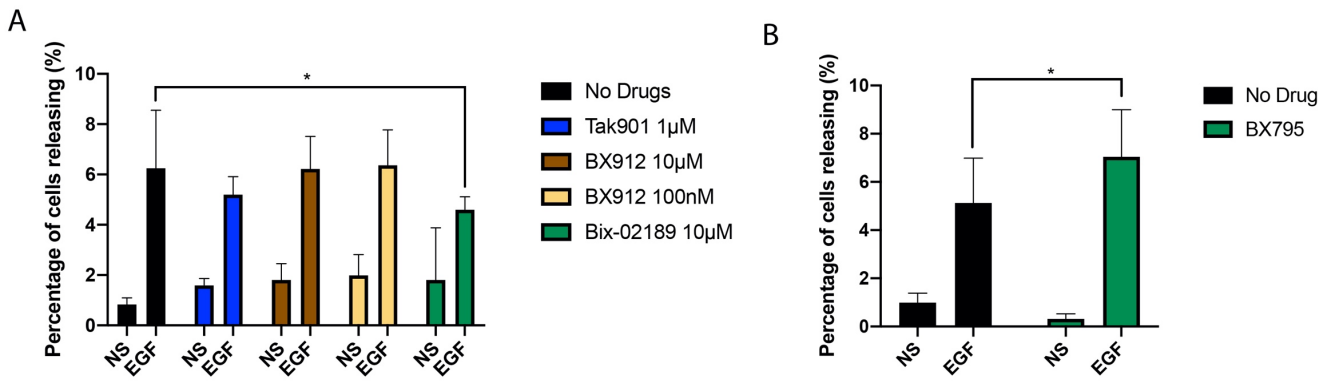 A
Percentage of cells releasing (%)
10
8
6
4
2
0
*
NS EGF NS EGF NS EGF NS EGF NS EGF
No Drugs
Tak901 1µM
BX912 10µM
BX912 100nM
Bix-02189 10µM
B
Percentage of cells releasing (%)
10
8
6
4
2
0
*
NS EGF NS EGF
No Drug
BX795